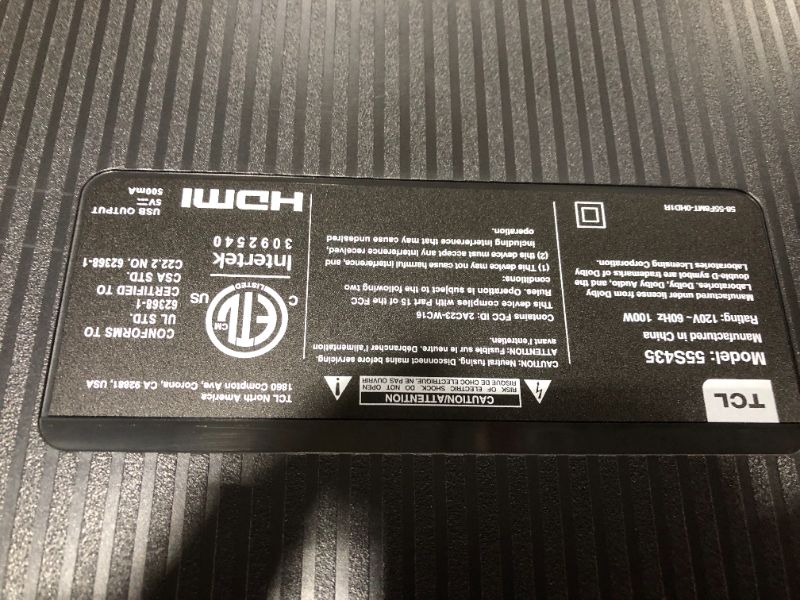 TCL
Model: 55S435
Manufactured in China
Rating: 120V~ 60Hz 100W
Manufactured under license from Dolby
Laboratories. Dolby, Dolby Audio, and the
double-D symbol are trademarks of Dolby
Laboratories Licensing Corporation.
58-55F8MT-0HD1R
CAUTION/ATTENTION
RISK OF ELECTRIC SHOCK. DO NOT OPEN
RISQUE DE CHOC ELECTRIQUE. NE PAS OUVRIR
CAUTION: Neutral fusing. Disconnect mains before servicing.
ATTENTION: Fusible sur le neutre. Débrancher l'alimentation
avant l'entretien.
Contains FCC ID: 2AC23-WC16
This device complies with Part 15 of the FCC
Rules. Operation is subject to the following two
conditions:
(1) This device may not cause harmful interference, and
(2) this device must accept any interference received,
including interference that may cause undesired
operation.
TCL North America
1860 Compton Ave, Corona, CA 92881, USA
C ETL CM LISTED US
Intertek
3092540
CONFORMS TO
UL STD.
62368-1
CERTIFIED TO
CSA STD.
C22.2 NO. 62368-1
HDMI
USB OUTPUT
5V
500mA